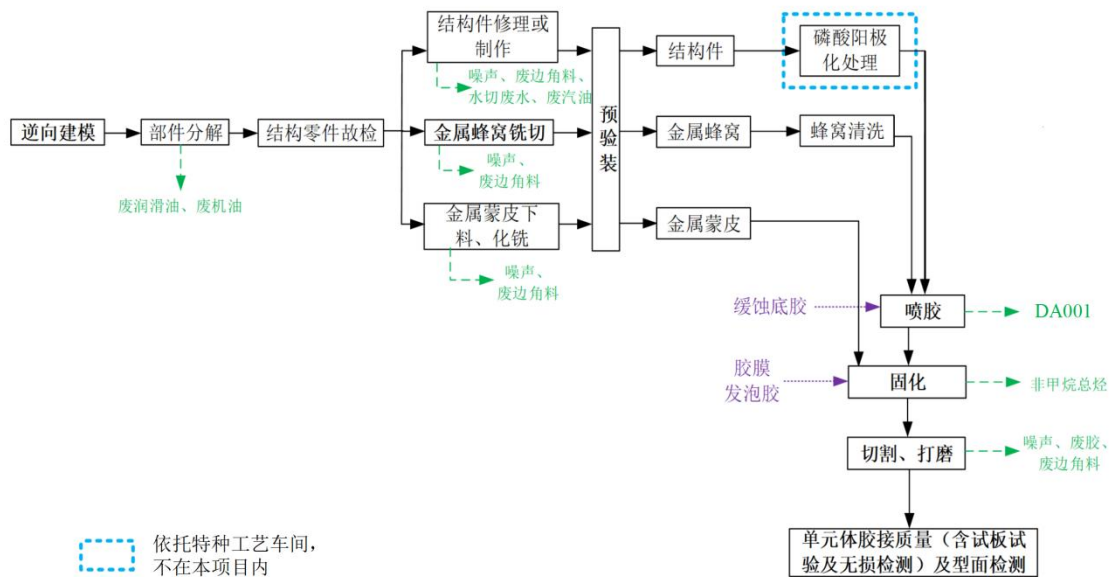 逆向建模
部件分解
废润滑油、废机油
结构零件故检
结构件修理或
制作
噪声、废边角料、
水切废水、废汽油
金属蜂窝铣切
噪声、
废边角料
金属蒙皮下
料、化铣
噪声、
废边角料
预
验
装
结构件
磷酸阳极
化处理
金属蜂窝
蜂窝清洗
金属蒙皮
缓蚀底胶
喷胶
DA001
胶膜
发泡胶
固化
非甲烷总烃
切割、打磨
噪声、废胶、
废边角料
单元体胶接质量（含试板试
验及无损检测）及型面检测
依托特种工艺车间，
不在本项目内